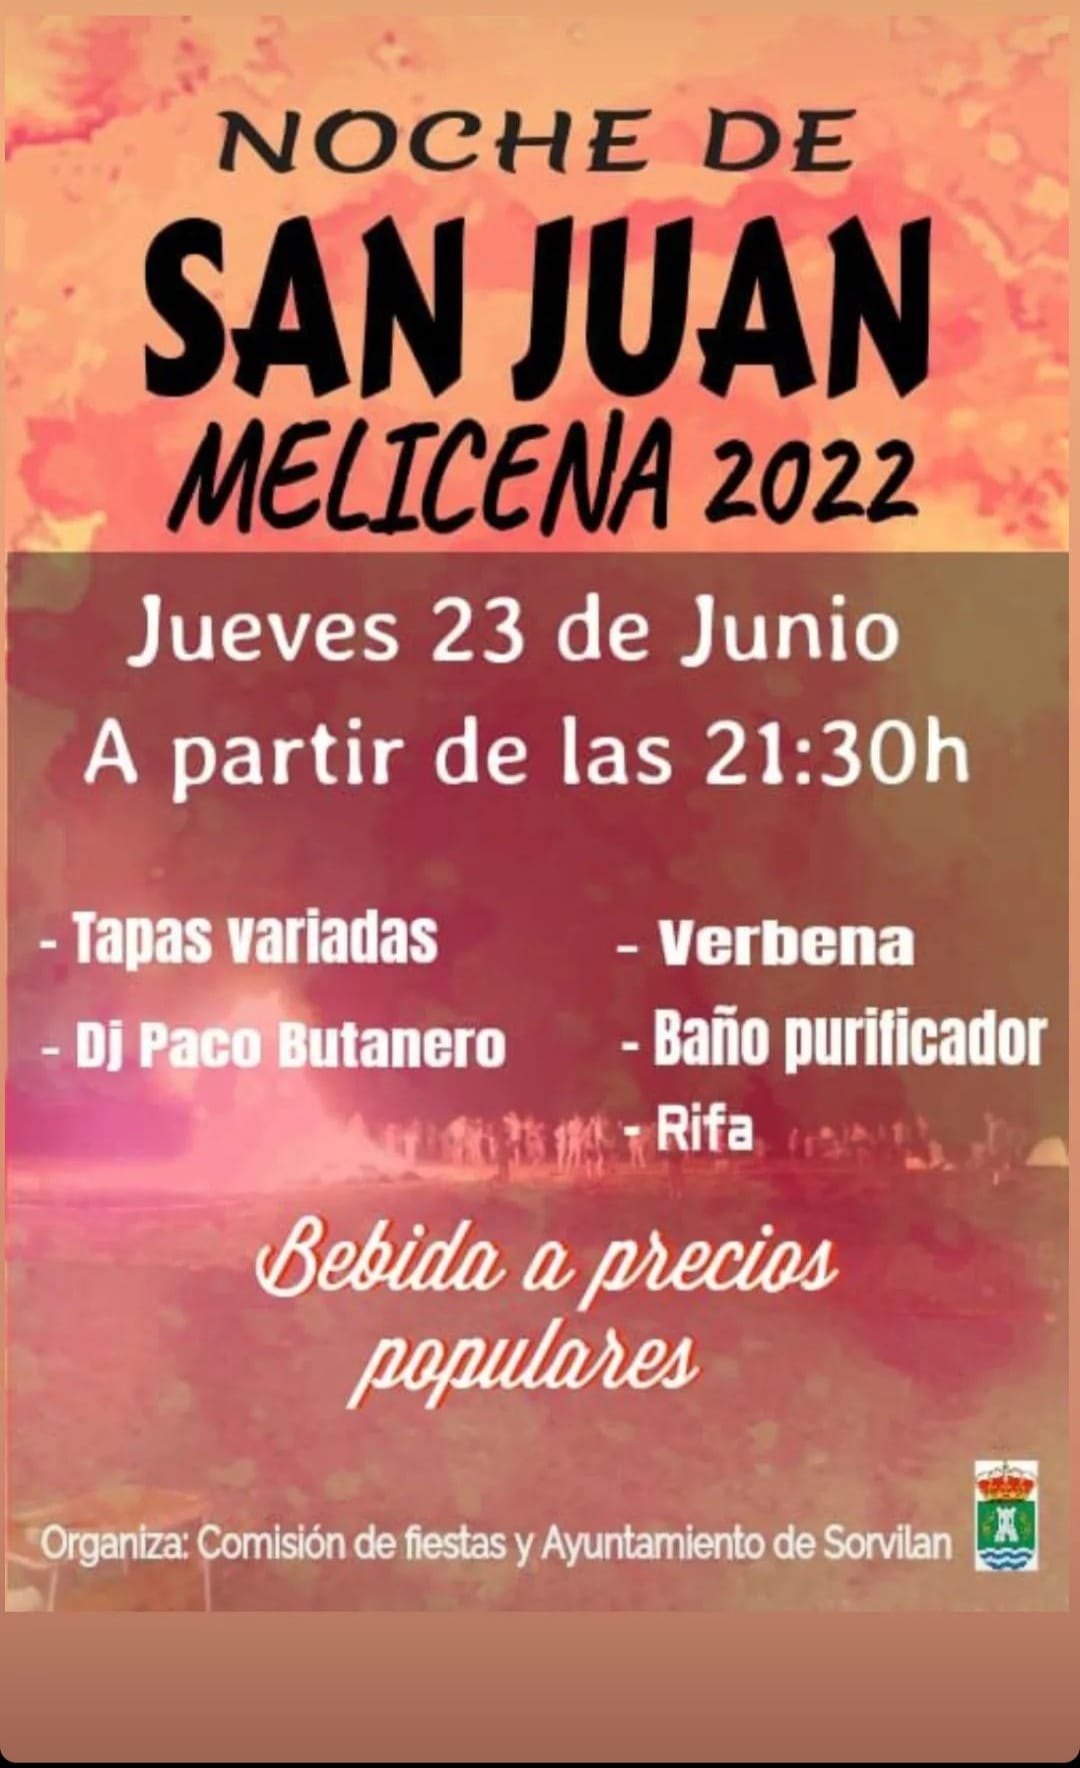 NOCHE DE
SAN JUAN
MELICENA 2022
Jueves 23 de Junio
A partir de las 21:30h
- Tapas variadas
- Dj Paco Butanero
- Verbena
- Baño purificador
- Rifa
Bebida a precios
populares
Organiza: Comisión de fiestas y Ayuntamiento de Sorvilan